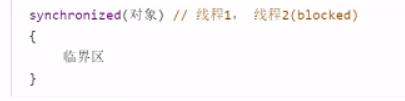 synchronized(对象) // 线程1， 线程2(blocked)
{
    临界区
}